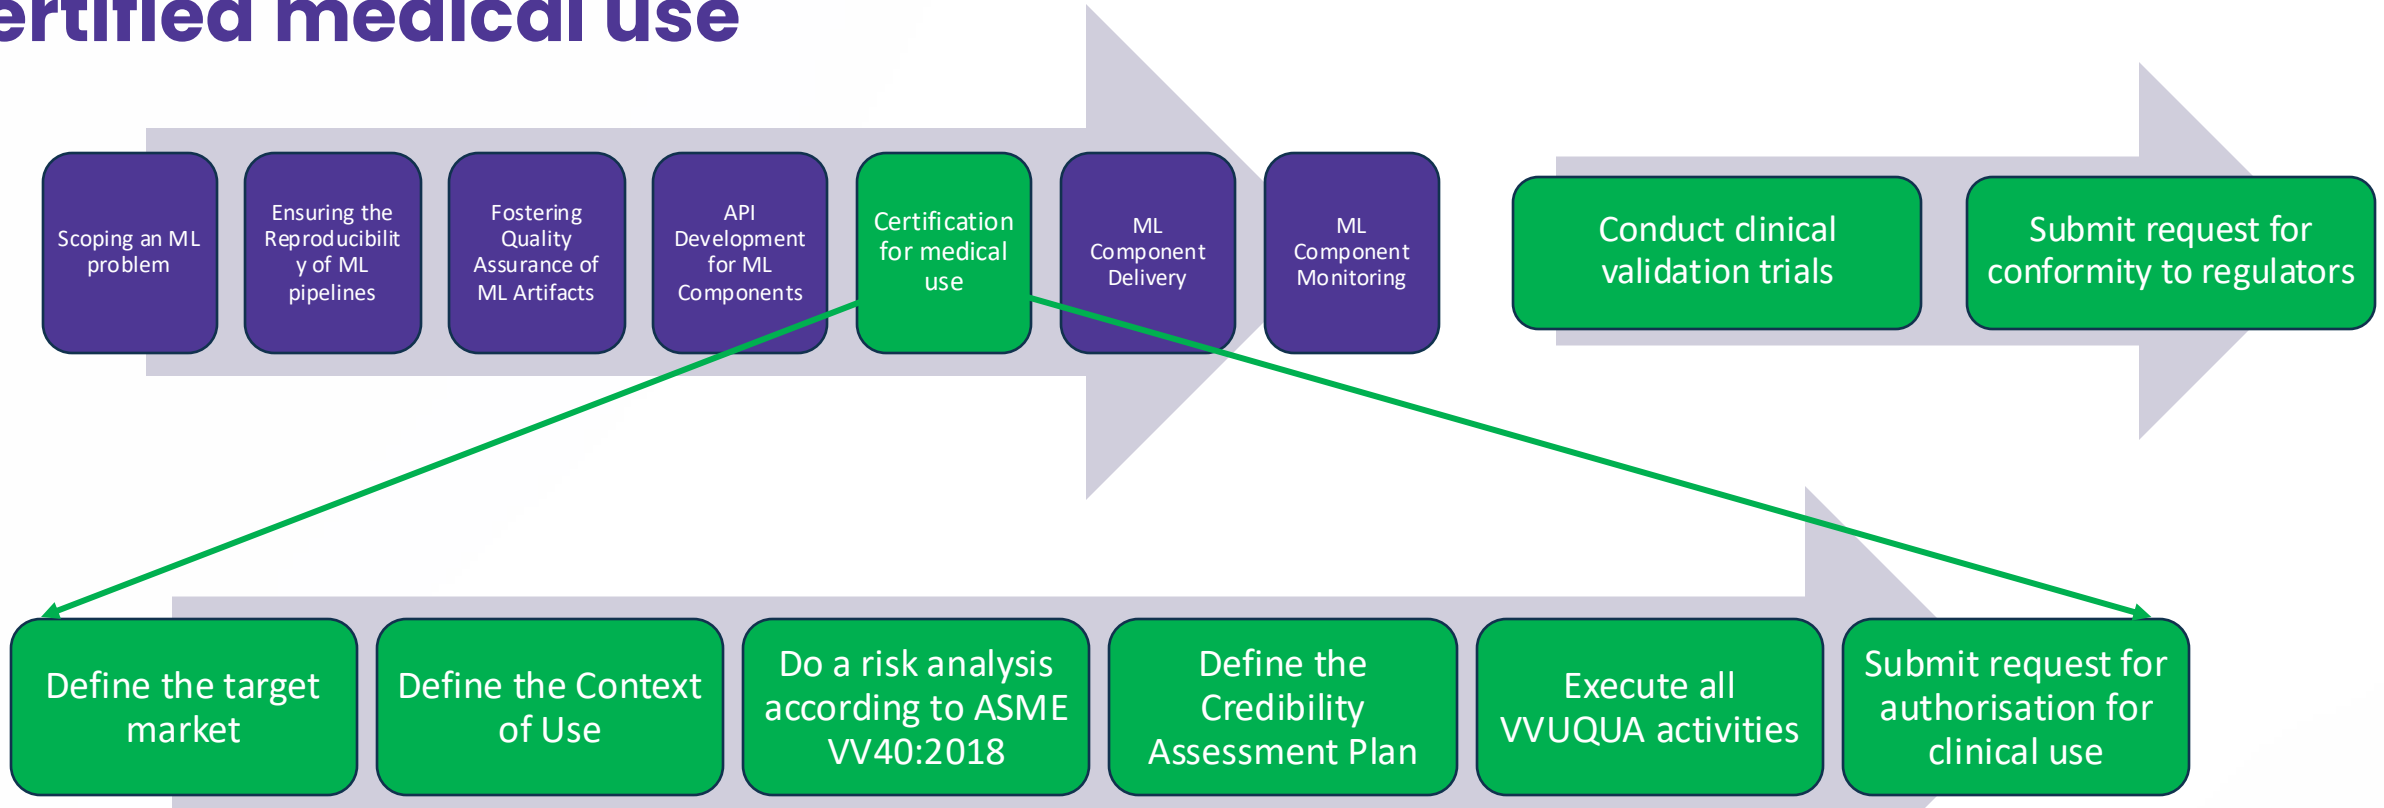 ertified medical use
Scoping an ML
problem
Ensuring the
Reproducibilit
y of ML
pipelines
Fostering
Quality
Assurance of
ML Artifacts
API
Development
for ML
Components
Certification
for medical
use
ML
Component
Delivery
ML
Component
Monitoring
Conduct clinical
validation trials
Submit request for
conformity to regulators
Define the target
market
Define the Context
of Use
Do a risk analysis
according to ASME
VV40:2018
Define the
Credibility
Assessment Plan
Execute all
VVUQUA activities
Submit request for
authorisation for
clinical use